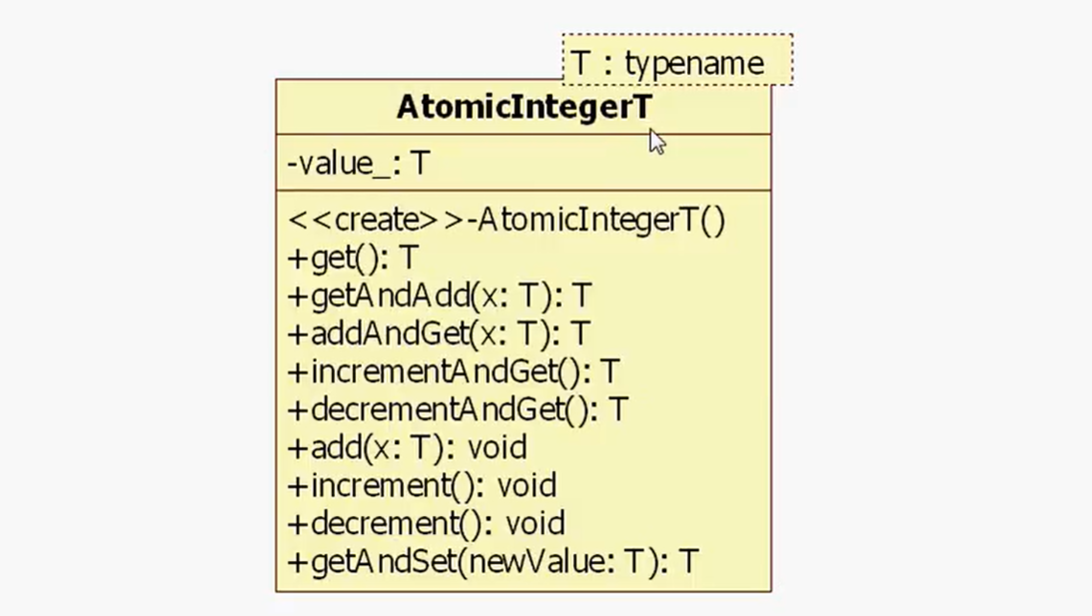 T : typename
AtomicIntegerT
-value_: T
<<create>>-AtomicIntegerT()
+get(): T
+getAndAdd(x: T): T
+addAndGet(x: T): T
+incrementAndGet(): T
+decrementAndGet(): T
+add(x: T): void
+increment(): void
+decrement(): void
+getAndSet(newValue: T): T